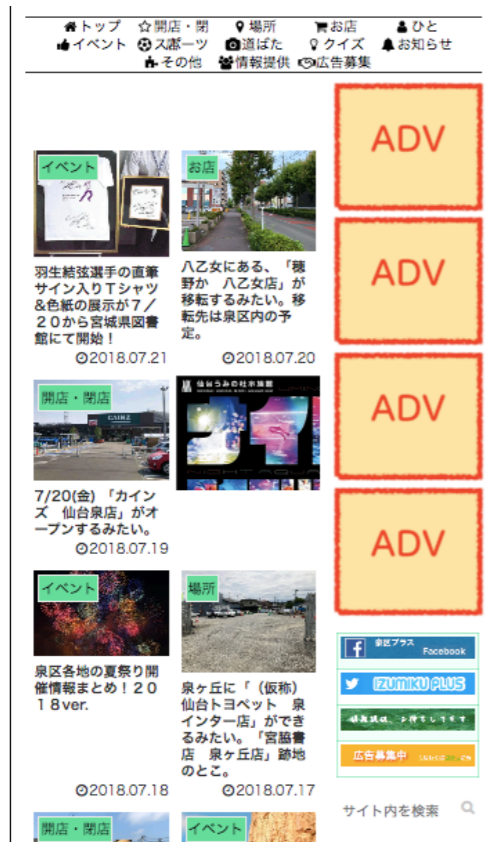 トップ ☆開店・閉店 場所 お店 ひと
イベント スポーツ 道ばた クイズ お知らせ
その他 情報提供 広告募集
ADV
イベント
お店
羽生結弦選手の直筆
サイン入りTシャツ
&色紙の展示が7/
20から宮城県図書
館にて開催！
2018.07.21
八乙女にある、「穂
野か 八乙女店」が
移転するみたい。移
転先は泉区内の予
定。
2018.07.20
ADV
開店・閉店
CAINZ
仙台うみの杜水族館
7/20(金) 「カイン
ズ 仙台泉店」がオ
ープンするみたい。
2018.07.19
ADV
ADV
イベント
場所
泉区各地の夏祭り開
催情報まとめ！20
18ver.
2018.07.18
泉ヶ丘に「（仮称）
仙台トヨペット 泉
インター店」ができ
るみたい。「宮脇書
店 泉ヶ丘店」跡地
のとこ。
2018.07.17
泉区プラス
Facebook
IZUMIKU PLUS
広告募集中
サイト内を検索
開店・閉店
イベント